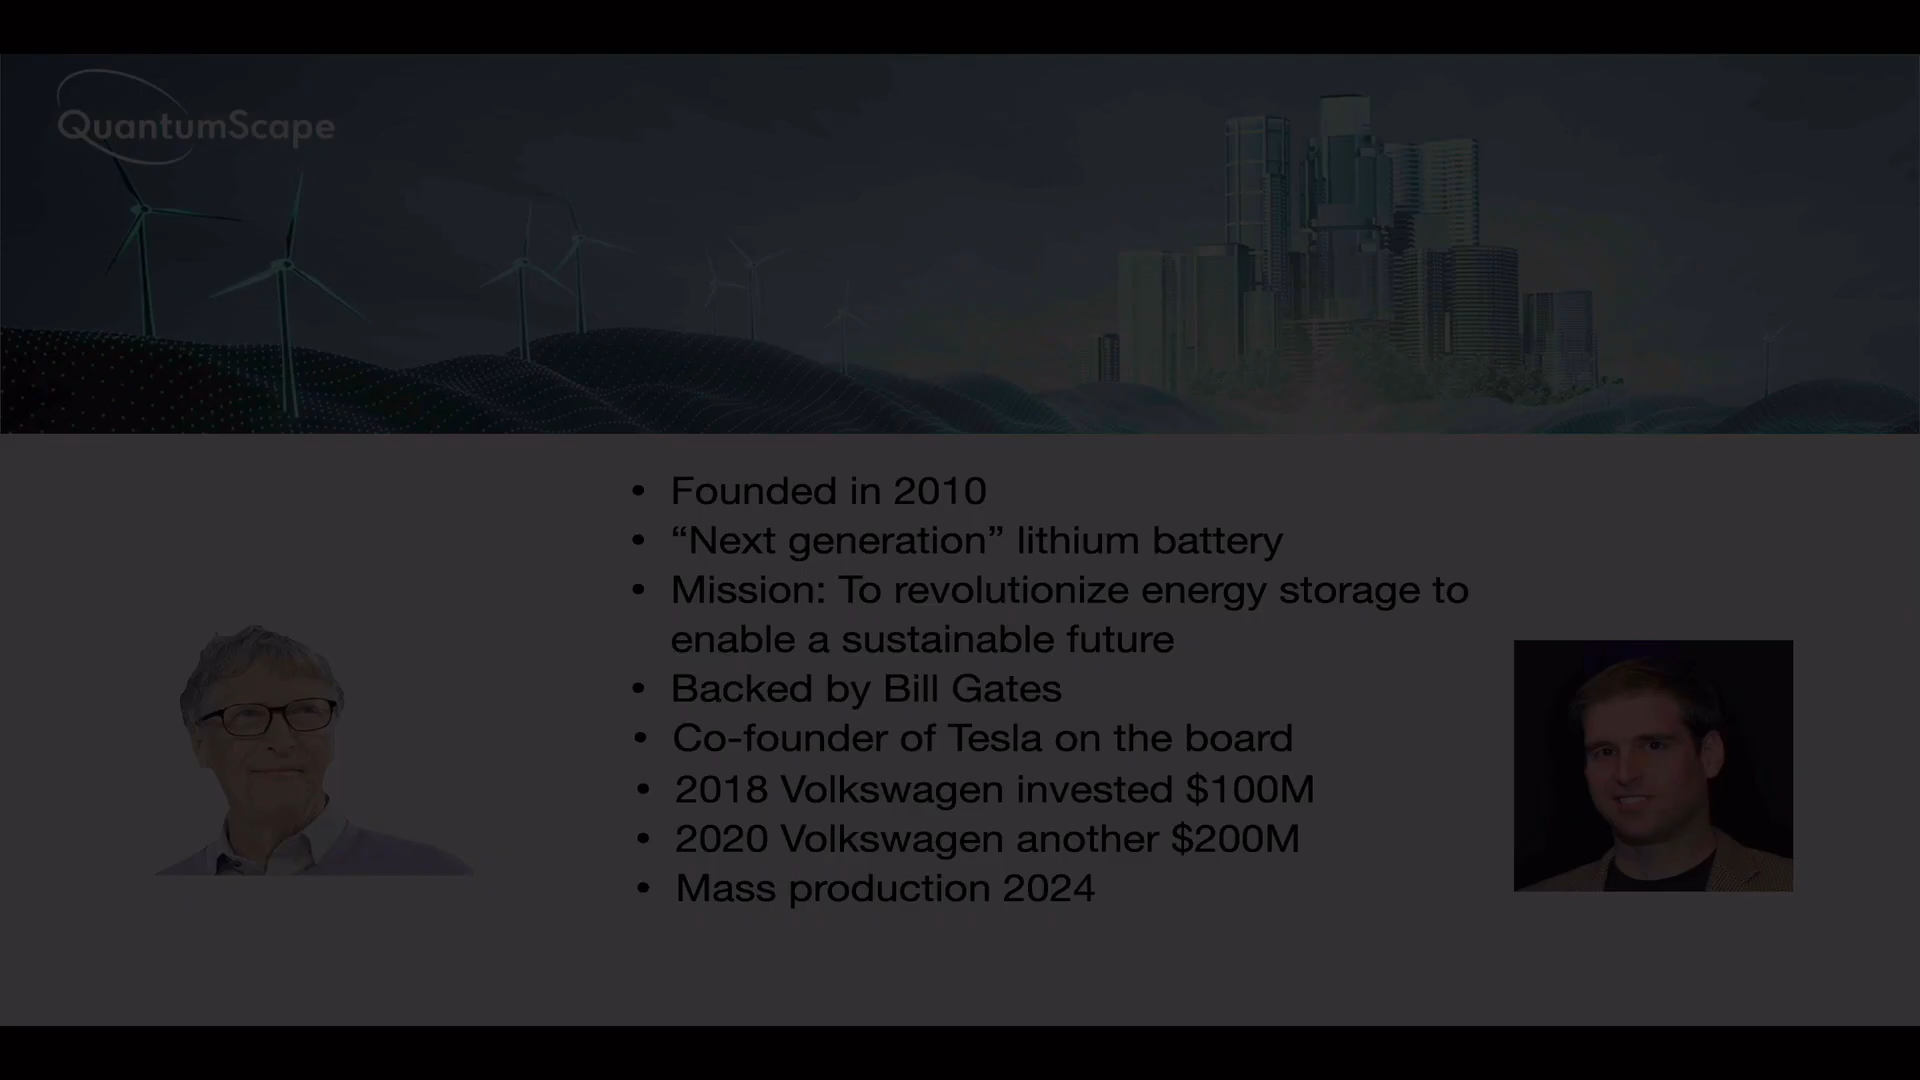 QuantumScape
• Founded in 2010
• “Next generation” lithium battery
• Mission: To revolutionize energy storage to
enable a sustainable future
• Backed by Bill Gates
• Co-founder of Tesla on the board
• 2018 Volkswagen invested $100M
• 2020 Volkswagen another $200M
• Mass production 2024